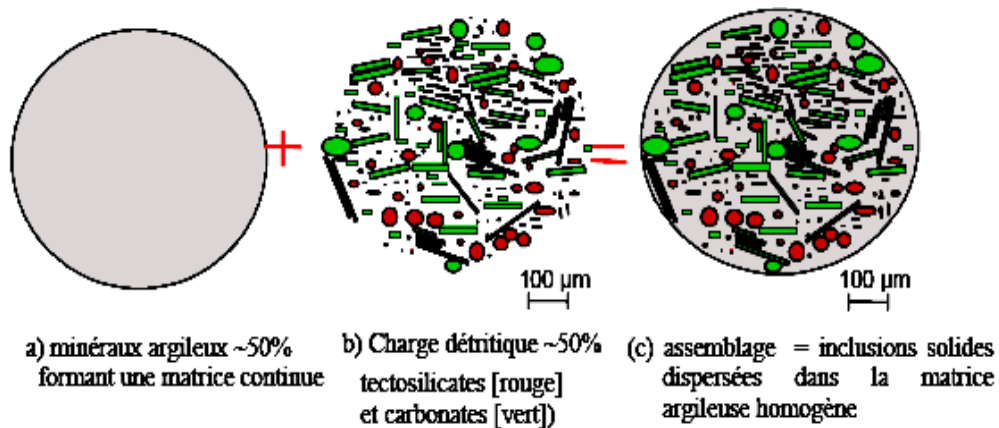 +
=
100 µm
100 µm
a) minéraux argileux ~50%
formant une matrice continue
b) Charge détritique ~50%
tectosilicates [rouge]
et carbonates [vert])
(c) assemblage = inclusions solides
dispersées dans la matrice
argileuse homogène